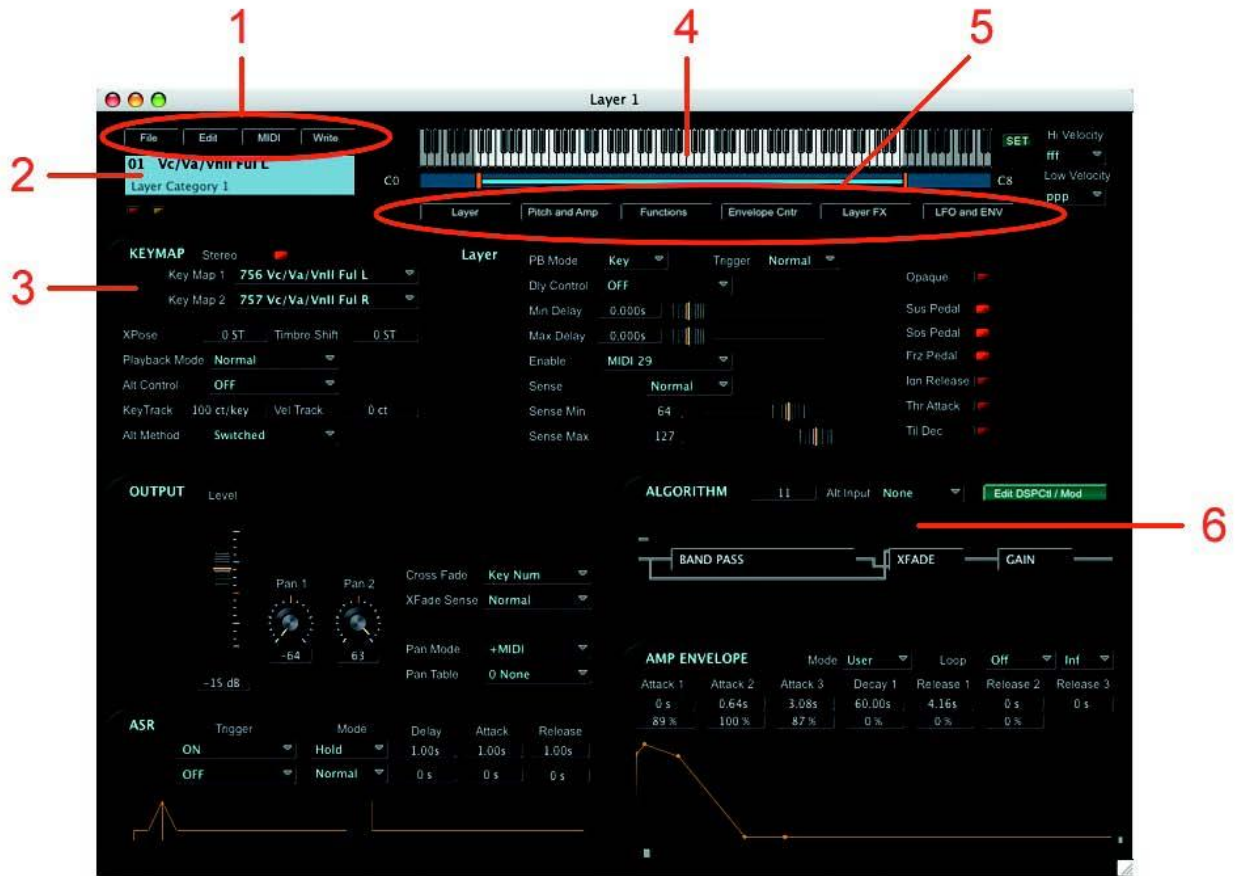 1
4
5
Layer 1
File Edit MIDI Write
SET
Hi Velocity
fff
2
01 Vc/Va/VnII Ful L
Layer Category 1
C0
C8
Low Velocity
ppp
Layer Pitch and Amp Functions Envelope Cntr Layer FX LFO and ENV
3
KEYMAP Stereo
Key Map 1 756 Vc/Va/VnII Ful L
Key Map 2 757 Vc/Va/VnII Ful R
XPose 0 ST Timbre Shift 0 ST
Playback Mode Normal
Alt Control OFF
KeyTrack 100 ct/key Vel Track 0 ct
Alt Method Switched
Layer
PB Mode Key Trigger Normal
Dly Control OFF
Min Delay 0.000s
Max Delay 0.000s
Enable MIDI 29
Sense Normal
Sense Min 64
Sense Max 127
Opaque
Sus Pedal
Sos Pedal
Frz Pedal
Ign Release
Thr Attack
Til Dec
OUTPUT Level
Pan 1 Pan 2
-64 63
-15 dB
Cross Fade Key Num
XFade Sense Normal
Pan Mode +MIDI
Pan Table 0 None
ALGORITHM 11 Alt Input None Edit DSPCtl / Mod
6
BAND PASS XFADE GAIN
ASR Trigger Mode Delay Attack Release
ON Hold 1.00s 1.00s 1.00s
OFF Normal 0 s 0 s 0 s
AMP ENVELOPE Mode User Loop Off Inf
Attack 1 Attack 2 Attack 3 Decay 1 Release 1 Release 2 Release 3
0 s 0.64s 3.08s 60.00s 4.16s 0 s 0 s
89 % 100 % 87 % 0 % 0 % 0 %